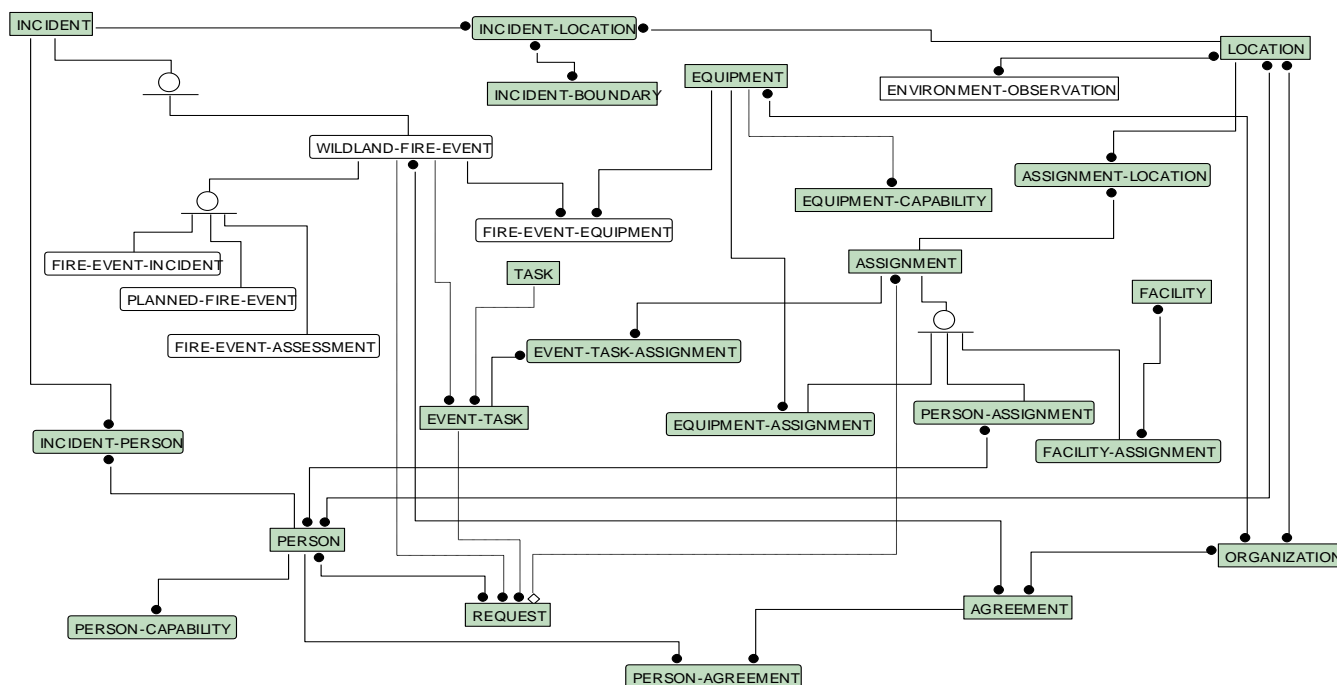 INCIDENT
INCIDENT-LOCATION
LOCATION
EQUIPMENT
ENVIRONMENT-OBSERVATION
INCIDENT-BOUNDARY
WILDLAND-FIRE-EVENT
ASSIGNMENT-LOCATION
EQUIPMENT-CAPABILITY
FIRE-EVENT-EQUIPMENT
FIRE-EVENT-INCIDENT
TASK
ASSIGNMENT
FACILITY
PLANNED-FIRE-EVENT
FIRE-EVENT-ASSESSMENT
EVENT-TASK-ASSIGNMENT
EVENT-TASK
EQUIPMENT-ASSIGNMENT
PERSON-ASSIGNMENT
INCIDENT-PERSON
FACILITY-ASSIGNMENT
PERSON
ORGANIZATION
PERSON-CAPABILITY
REQUEST
AGREEMENT
PERSON-AGREEMENT